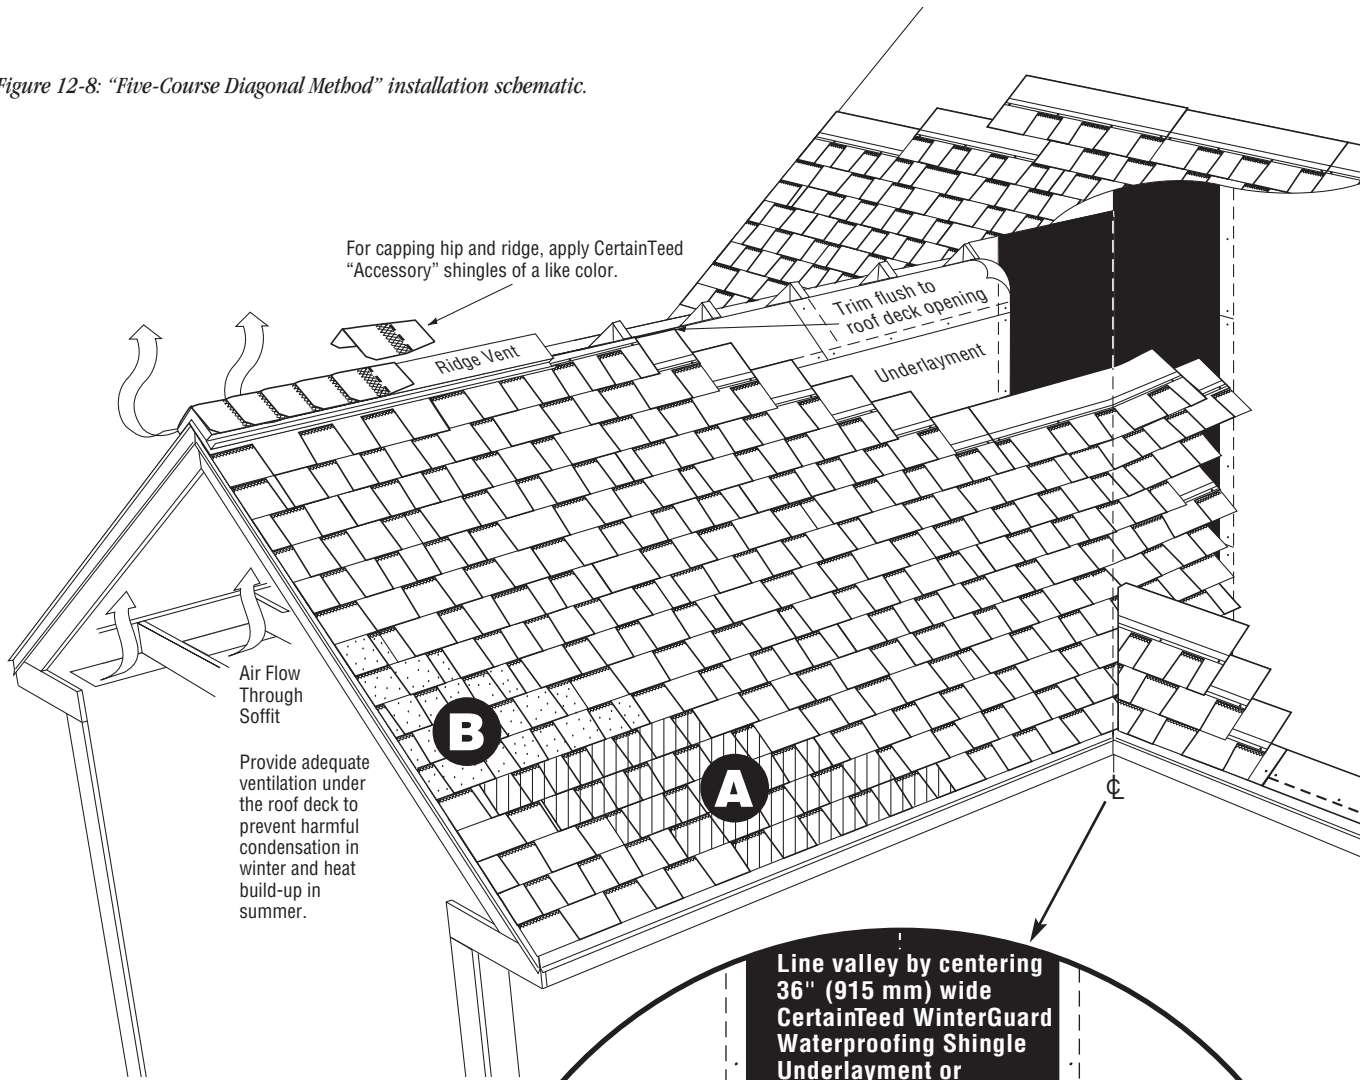 Figure 12-8: “Five-Course Diagonal Method” installation schematic.
For capping hip and ridge, apply CertainTeed
“Accessory” shingles of a like color.
Ridge Vent
Trim flush to
roof deck opening
Underlayment
Air Flow
Through
Soffit
Provide adequate
ventilation under
the roof deck to
prevent harmful
condensation in
winter and heat
build-up in
summer.
B
A
℄
Line valley by centering
36" (915 mm) wide
CertainTeed WinterGuard
Waterproofing Shingle
Underlayment or